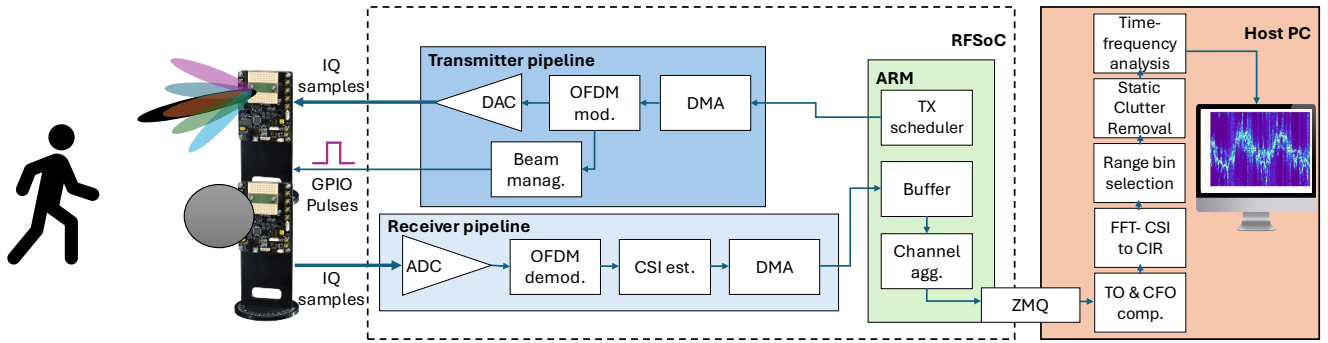 IQ
samples
GPIO
Pulses
IQ
samples
RFSoC
Transmitter pipeline
DAC
OFDM
mod.
DMA
Beam
manag.
Receiver pipeline
ADC
OFDM
demod.
CSI est.
DMA
ARM
TX
scheduler
Buffer
Channel
agg.
ZMQ
Host PC
Time-
frequency
analysis
Static
Clutter
Removal
Range bin
selection
FFT- CSI
to CIR
TO & CFO
comp.